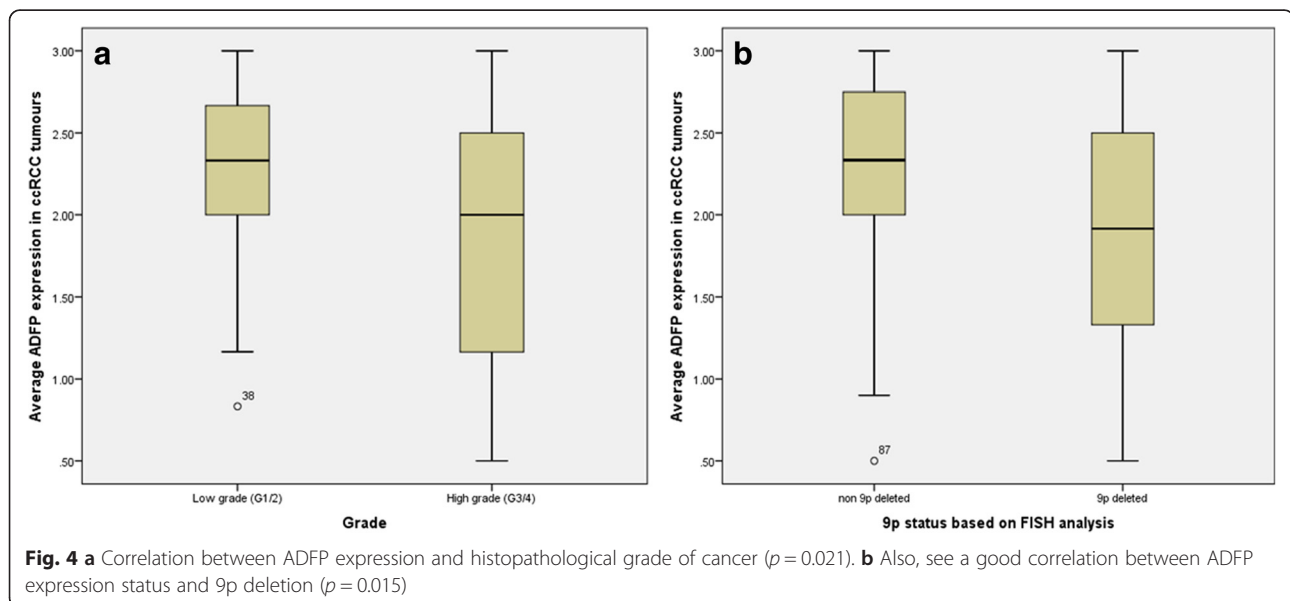 a
3.00
2.50
2.00
1.50
1.00
.50
Average ADFP expression in ccRCC tumours
38
Low grade (G1/2)
High grade (G3/4)
Grade
b
3.00
2.50
2.00
1.50
1.00
.50
Average ADFP expression in ccRCC tumours
87
non 9p deleted
9p deleted
9p status based on FISH analysis
Fig. 4 a Correlation between ADFP expression and histopathological grade of cancer (p = 0.021). b Also, see a good correlation between ADFP
expression status and 9p deletion (p = 0.015)